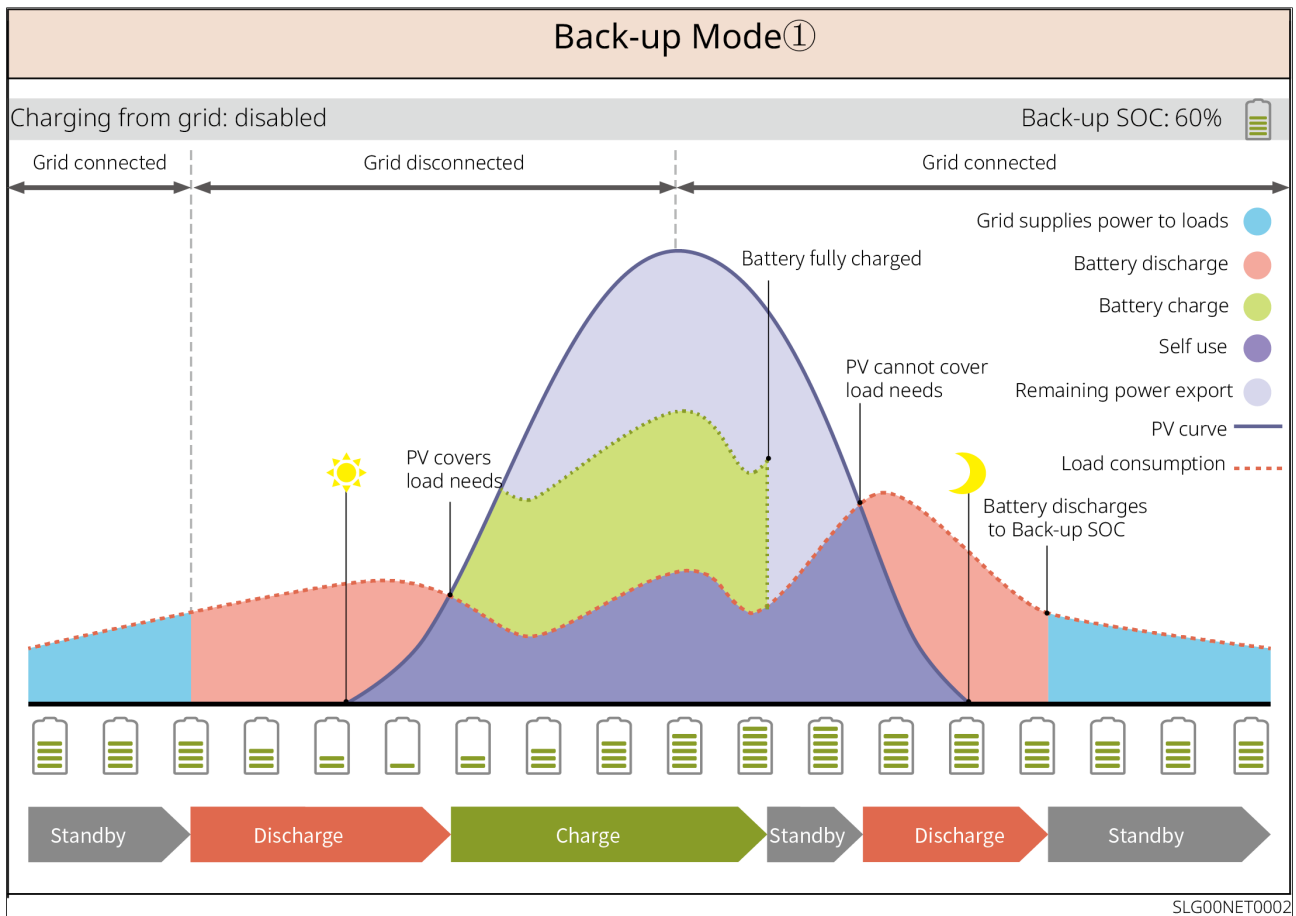 Back-up Mode①
Charging from grid: disabled
Back-up SOC: 60%
Grid connected
Grid disconnected
Grid connected
Grid supplies power to loads
Battery discharge
Battery charge
Self use
Remaining power export
PV curve
Load consumption
Battery fully charged
PV cannot cover
load needs
PV covers
load needs
Battery discharges
to Back-up SOC
Standby
Discharge
Charge
Standby
Discharge
Standby
SLG00NET0002